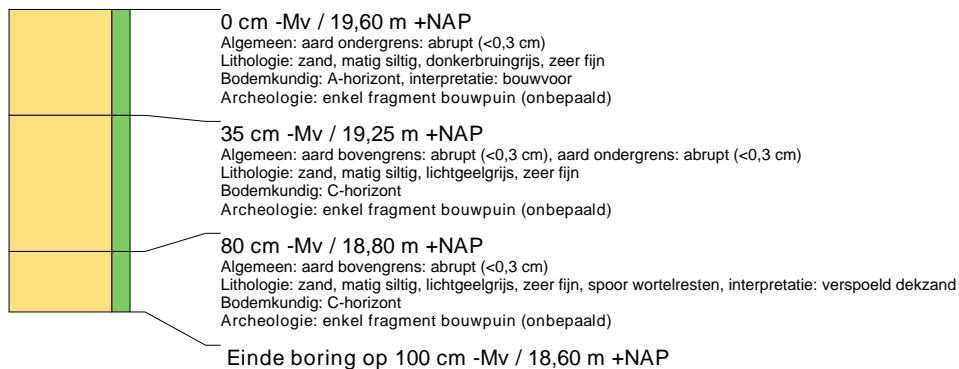 0 cm -Mv / 19,60 m +NAP
Algemeen: aard ondergrens: abrupt (<0,3 cm)
Lithologie: zand, matig siltig, donkerbruingrijs, zeer fijn
Bodemkundig: A-horizont, interpretatie: bouwvoor
Archeologie: enkel fragment bouwpuin (onbepaald)
35 cm -Mv / 19,25 m +NAP
Algemeen: aard bovengrens: abrupt (<0,3 cm), aard ondergrens: abrupt (<0,3 cm)
Lithologie: zand, matig siltig, lichtgeelgrijs, zeer fijn
Bodemkundig: C-horizont
Archeologie: enkel fragment bouwpuin (onbepaald)
80 cm -Mv / 18,80 m +NAP
Algemeen: aard bovengrens: abrupt (<0,3 cm)
Lithologie: zand, matig siltig, lichtgeelgrijs, zeer fijn, spoor wortelresten, interpretatie: verspoeld dekzand
Bodemkundig: C-horizont
Archeologie: enkel fragment bouwpuin (onbepaald)
Einde boring op 100 cm -Mv / 18,60 m +NAP